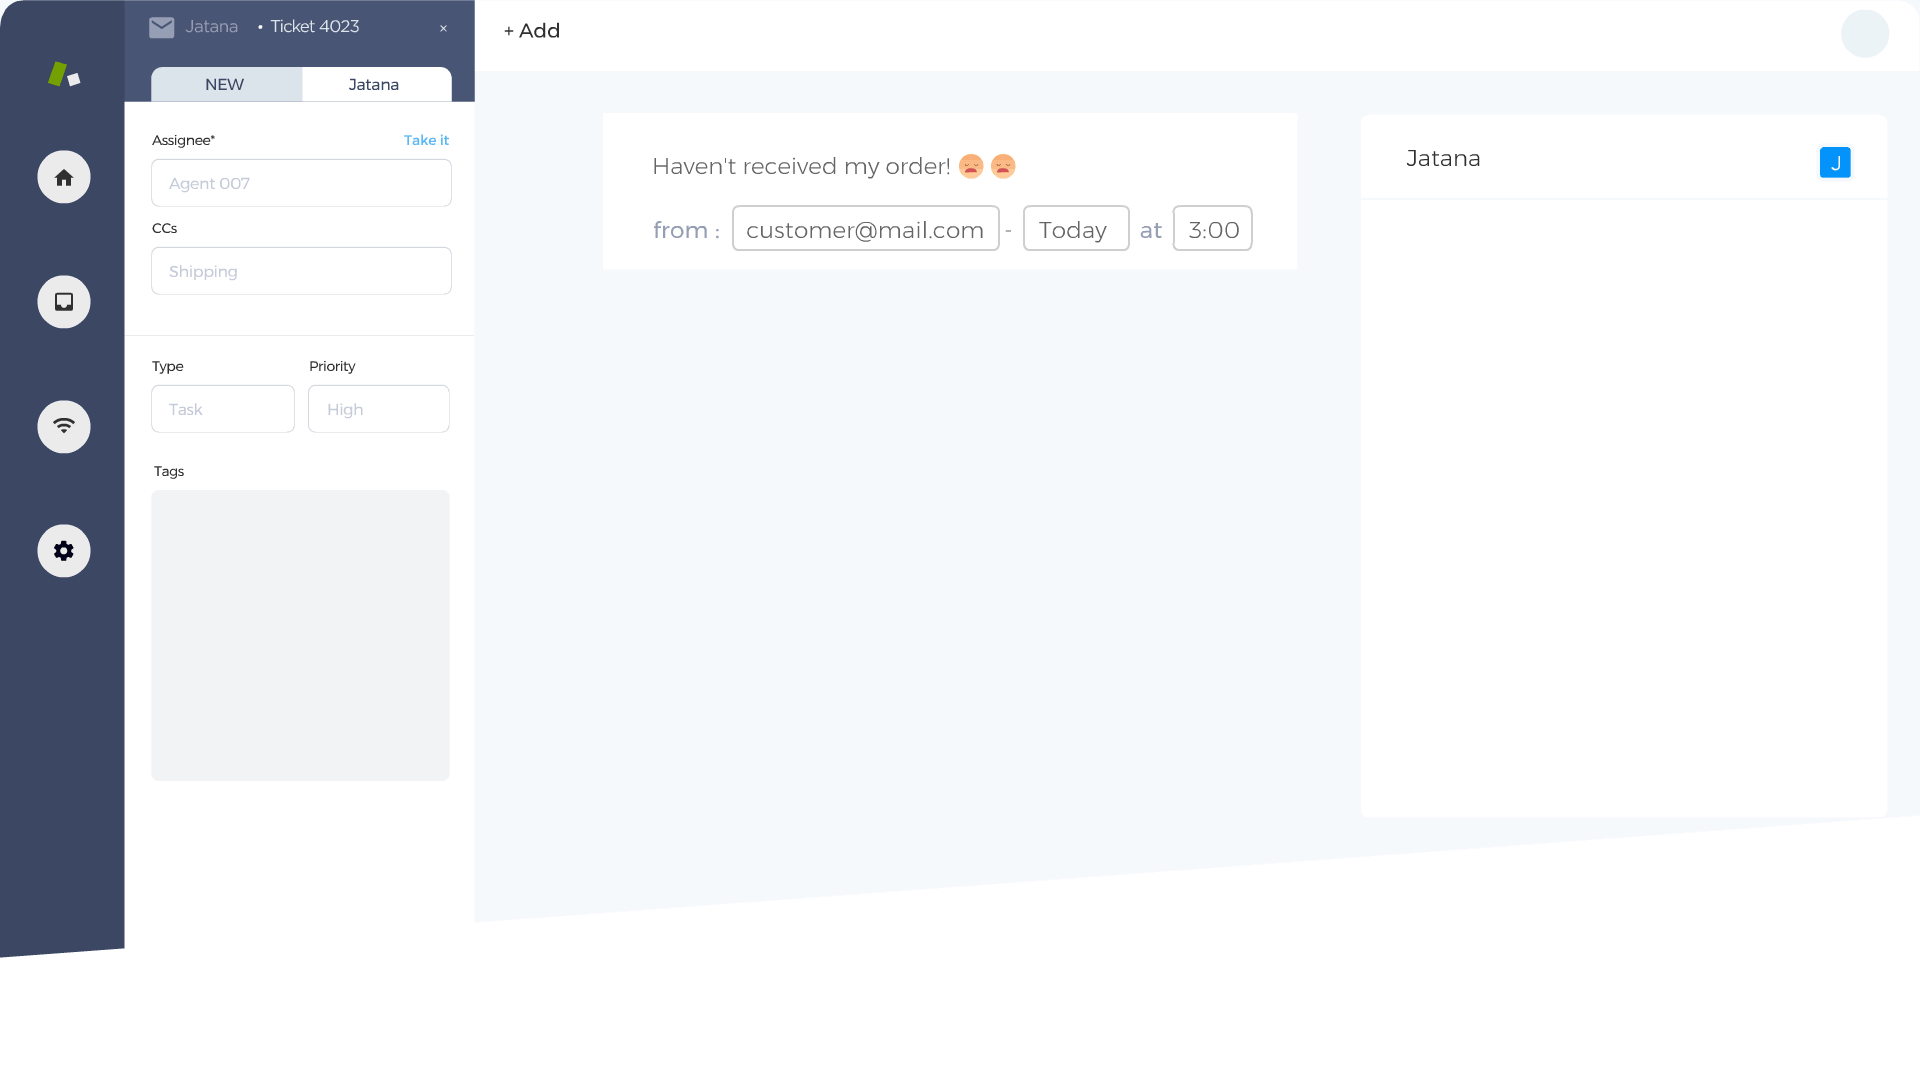 Jatana • Ticket 4023 ×
NEW Jatana
Assignee* Take it
Agent 007
CCs
Shipping
Type Priority
Task High
Tags
+ Add
Haven't received my order!
from : customer@mail.com - Today at 3:00
Jatana J